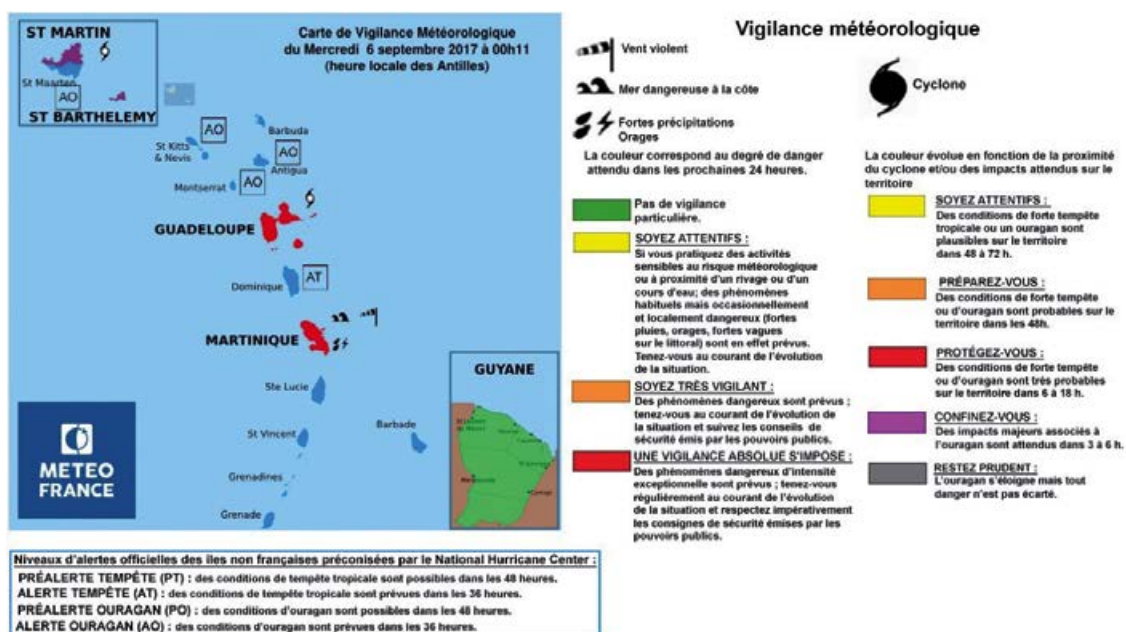 ST MARTIN
St Maarten
AO
ST BARTHELEMY
Carte de Vigilance Météorologique
du Mercredi 6 septembre 2017 à 00h11
(heure locale des Antilles)
AO
St Kitts
& Nevis
Barbuda
AO
Antigua
Montserrat
AO
GUADELOUPE
Dominique
AT
MARTINIQUE
Ste Lucie
St Vincent
Barbade
Grenadines
Grenade
GUYANE
METEO
FRANCE
Vigilance météorologique
Vent violent
Mer dangereuse à la côte
Fortes précipitations
Orages
La couleur correspond au degré de danger
attendu dans les prochaines 24 heures.
Pas de vigilance
particulière.
SOYEZ ATTENTIFS :
Si vous pratiquez des activités
sensibles au risque météorologique
ou à proximité d'un rivage ou d'un
cours d'eau; des phénomènes
habituels mais occasionnellement
et localement dangereux (fortes
pluies, orages, fortes vagues
sur le littoral) sont en effet prévus.
Tenez-vous au courant de l'évolution
de la situation.
SOYEZ TRÈS VIGILANT :
Des phénomènes dangereux sont prévus ;
tenez-vous au courant de l'évolution de
la situation et suivez les conseils de
sécurité émis par les pouvoirs publics.
UNE VIGILANCE ABSOLUE S'IMPOSE :
Des phénomènes dangereux d'intensité
exceptionnelle sont prévus ; tenez-vous
régulièrement au courant de l'évolution
de la situation et respectez impérativement
les consignes de sécurité émises par les
pouvoirs publics.
Cyclone
La couleur évolue en fonction de la proximité
du cyclone et/ou des impacts attendus sur le
territoire
SOYEZ ATTENTIFS :
Des conditions de forte tempête
tropicale ou un ouragan sont
plausibles sur le territoire
dans 48 à 72 h.
PRÉPAREZ-VOUS :
Des conditions de forte tempête
ou d'ouragan sont probables sur le
territoire dans les 48h.
PROTÉGEZ-VOUS :
Des conditions de forte tempête
ou d'ouragan sont très probables
sur le territoire dans 6 à 18 h.
CONFINEZ-VOUS :
Des impacts majeurs associés à
l'ouragan sont attendus dans 3 à 6 h.
RESTEZ PRUDENT :
L'ouragan s'éloigne mais tout
danger n'est pas écarté.
Niveaux d'alertes officielles des îles non françaises préconisées par le National Hurricane Center :
PRÉALERTE TEMPÊTE (PT) : des conditions de tempête tropicale sont possibles dans les 48 heures.
ALERTE TEMPÊTE (AT) : des conditions de tempête tropicale sont prévues dans les 36 heures.
PRÉALERTE OURAGAN (PO) : des conditions d'ouragan sont possibles dans les 48 heures.
ALERTE OURAGAN (AO) : des conditions d'ouragan sont prévues dans les 36 heures.